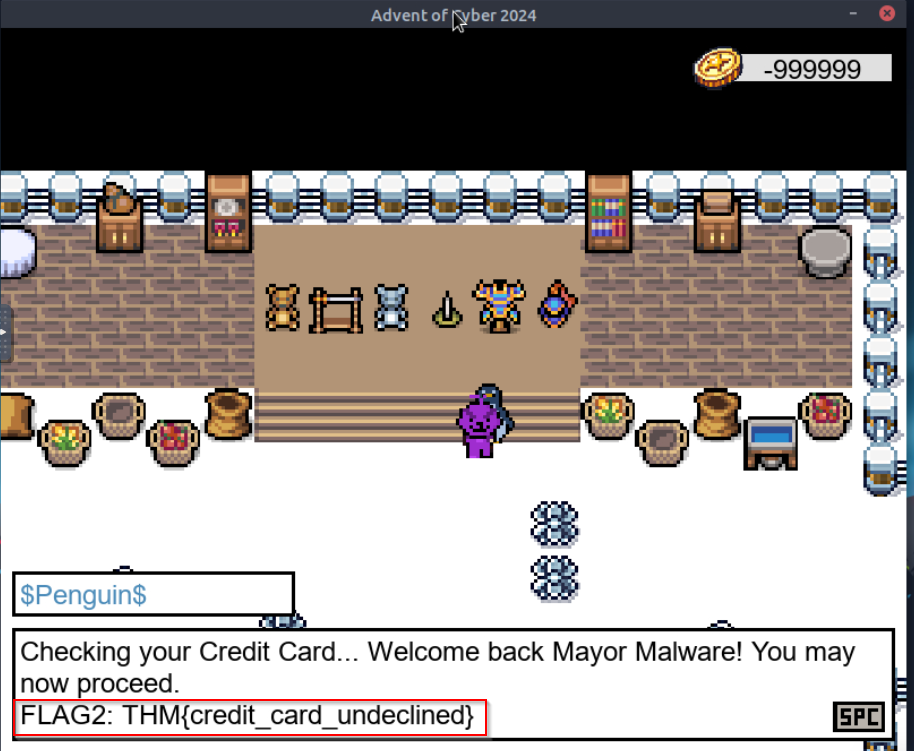 Advent of Cyber 2024
-999999
$Penguin$
Checking your Credit Card... Welcome back Mayor Malware! You may
now proceed.
FLAG2: THM{credit_card_undeclined}
SPC